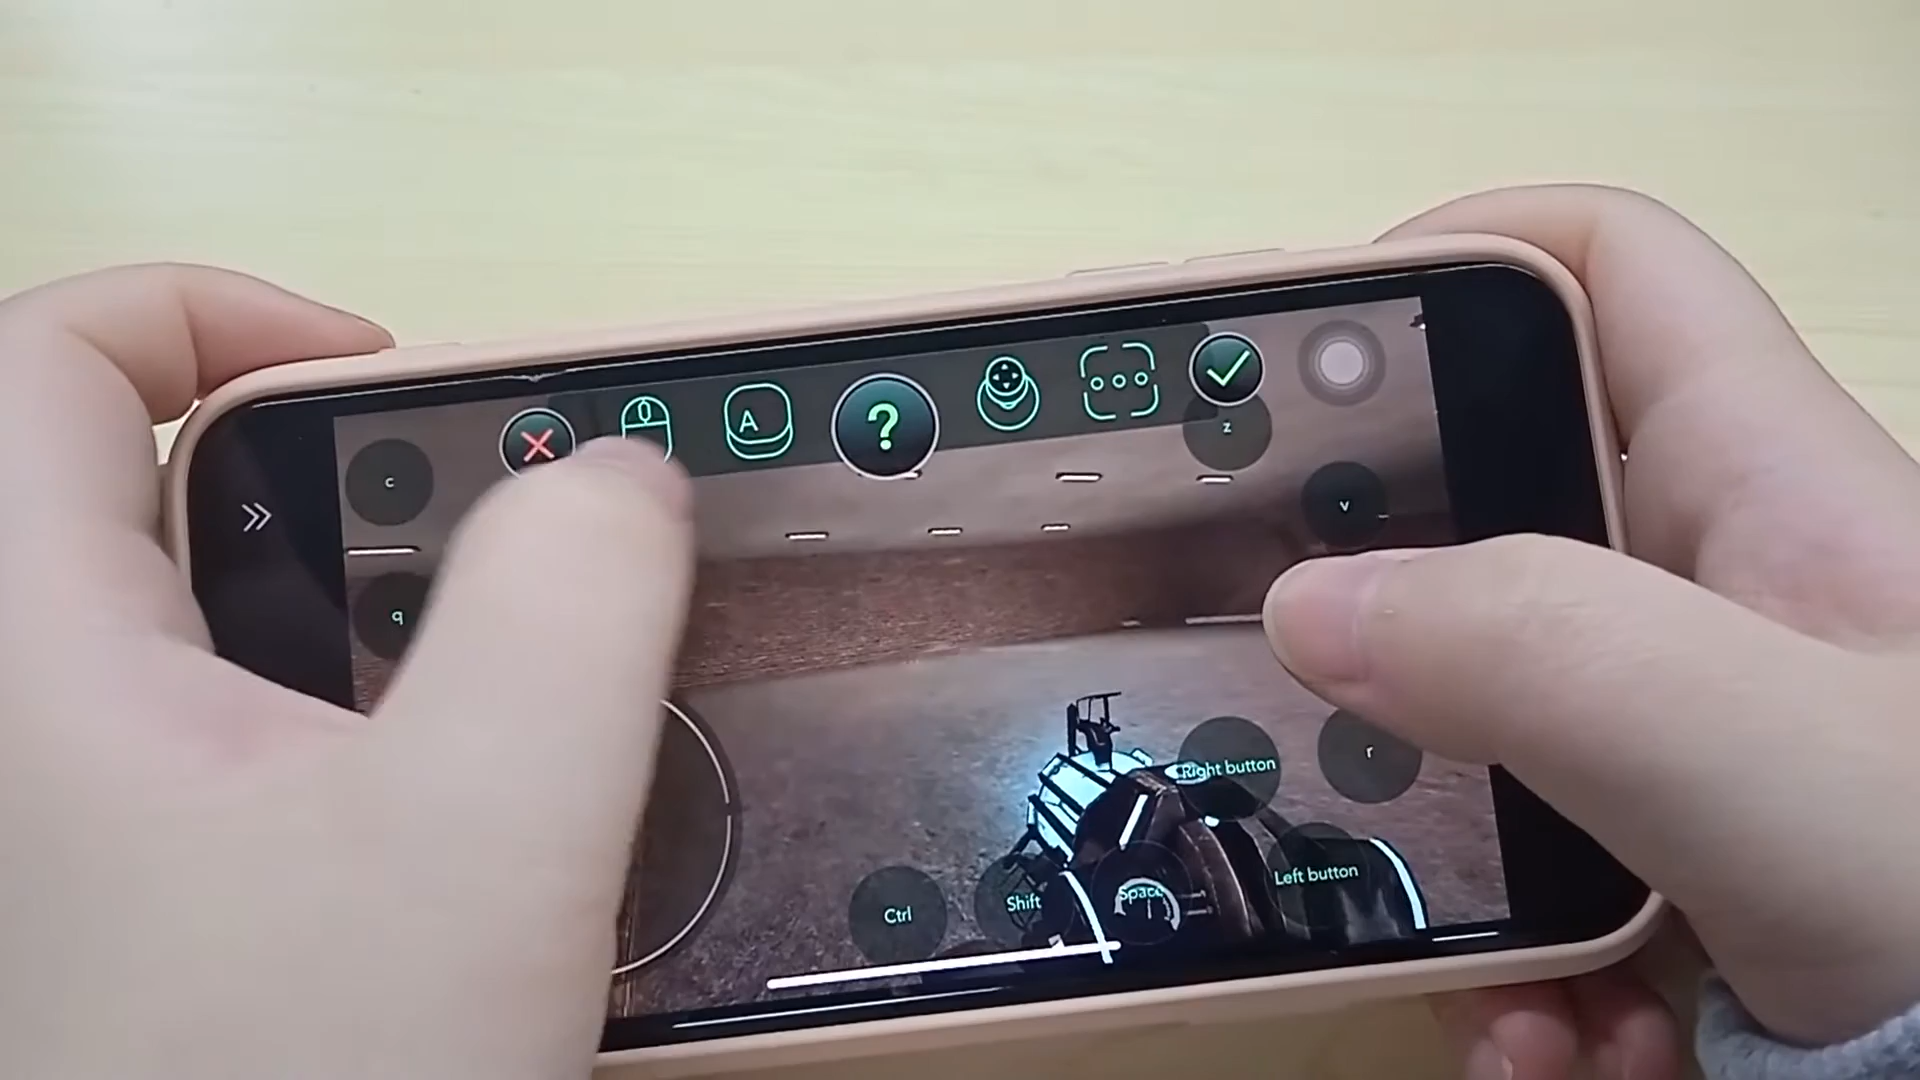 A
?
z
c
v
q
r
Right button
Left button
Space
Shift
Ctrl